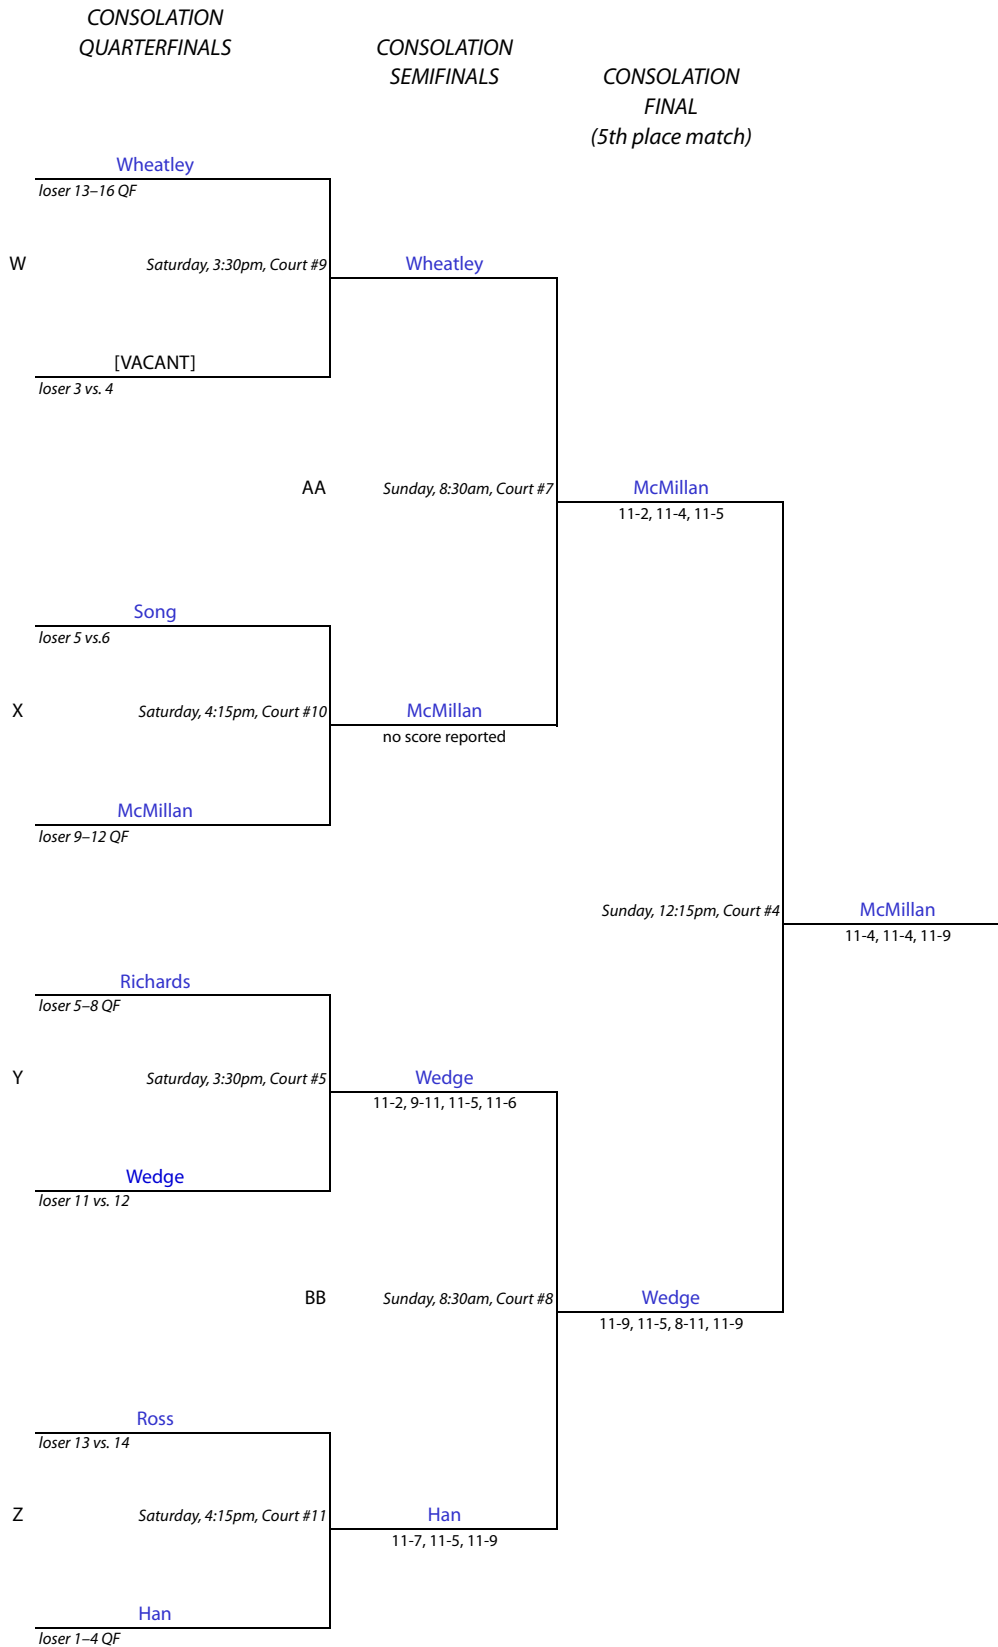 CONSOLATION
QUARTERFINALS
CONSOLATION
SEMIFINALS
CONSOLATION
FINAL
(5th place match)
Wheatley
loser 13–16 QF
W
Saturday, 3:30pm, Court #9
Wheatley
[VACANT]
loser 3 vs. 4
AA
Sunday, 8:30am, Court #7
McMillan
11-2, 11-4, 11-5
Song
loser 5 vs.6
X
Saturday, 4:15pm, Court #10
McMillan
no score reported
McMillan
loser 9–12 QF
Sunday, 12:15pm, Court #4
McMillan
11-4, 11-4, 11-9
Richards
loser 5–8 QF
Y
Saturday, 3:30pm, Court #5
Wedge
11-2, 9-11, 11-5, 11-6
Wedge
loser 11 vs. 12
BB
Sunday, 8:30am, Court #8
Wedge
11-9, 11-5, 8-11, 11-9
Ross
loser 13 vs. 14
Z
Saturday, 4:15pm, Court #11
Han
11-7, 11-5, 11-9
Han
loser 1–4 QF